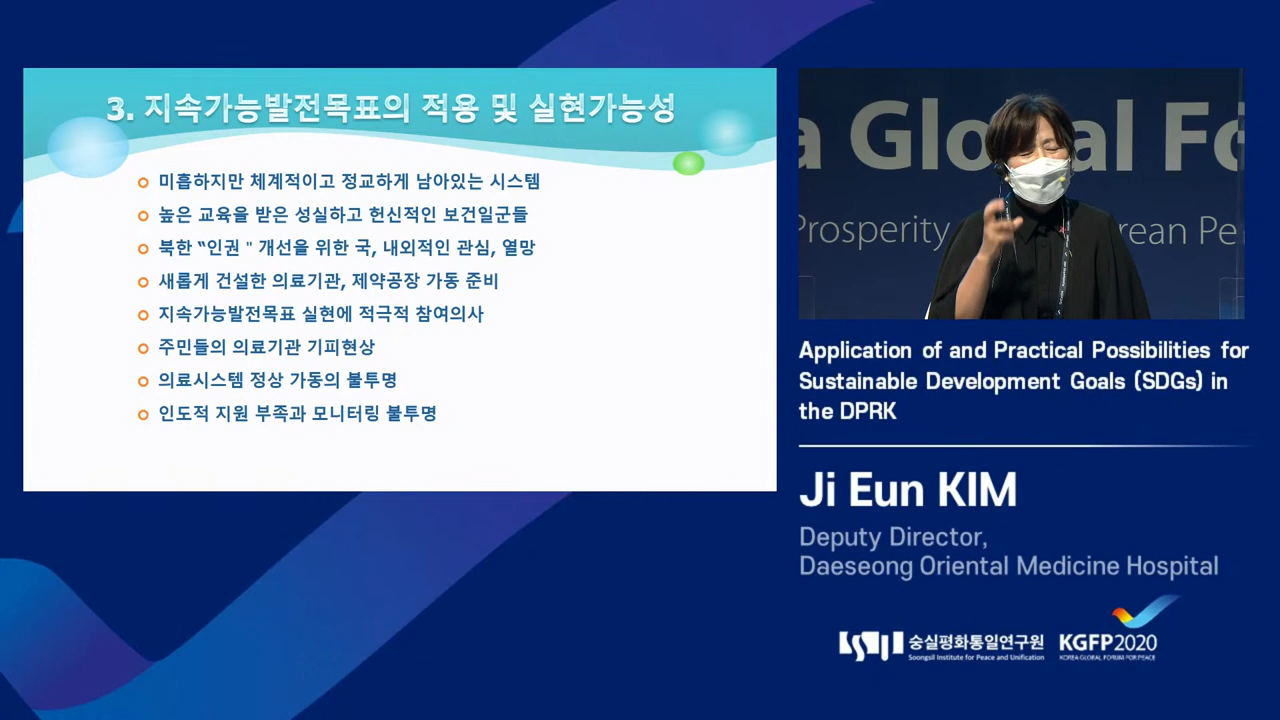 3. 지속가능발전목표의 적용 및 실현가능성
미흡하지만 체계적이고 정교하게 남아있는 시스템
높은 교육을 받은 성실하고 헌신적인 보건일군들
북한 “인권 " 개선을 위한 국, 내외적인 관심, 열망
새롭게 건설한 의료기관, 제약공장 가동 준비
지속가능발전목표 실현에 적극적 참여의사
주민들의 의료기관 기피현상
의료시스템 정상 가동의 불투명
인도적 지원 부족과 모니터링 불투명
a Global Fo
Prosperity
rean Pe
Application of and Practical Possibilities for
Sustainable Development Goals (SDGs) in
the DPRK
Ji Eun KIM
Deputy Director,
Daeseong Oriental Medicine Hospital
숭실평화통일연구원
Soongsil Institute for Peace and Unification
KGFP2020
KOREA GLOBAL FORUM FOR PEACE